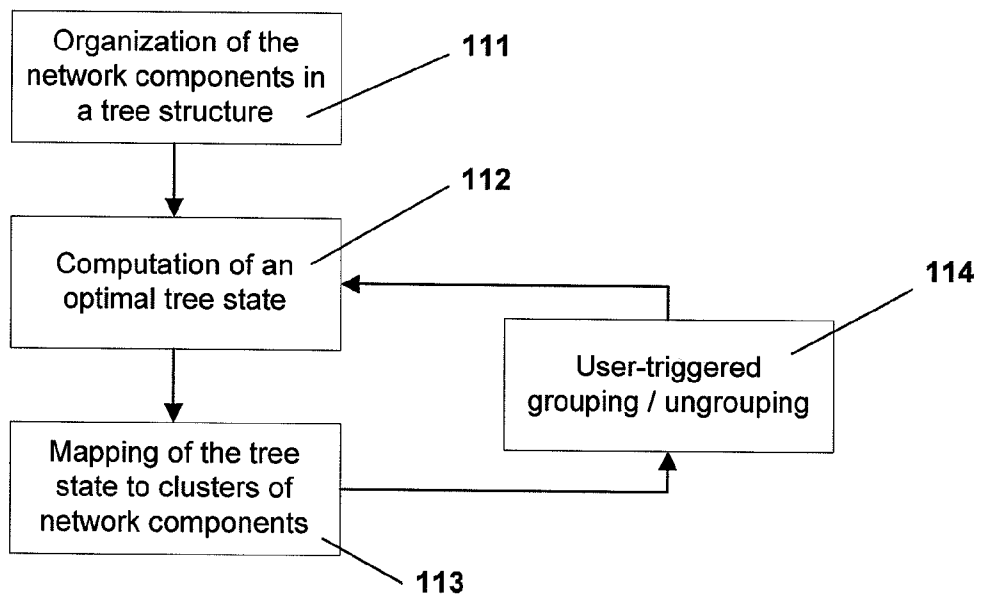 Organization of the
network components in
a tree structure
111
112
Computation of an
optimal tree state
114
User-triggered
grouping / ungrouping
Mapping of the tree
state to clusters of
network components
113